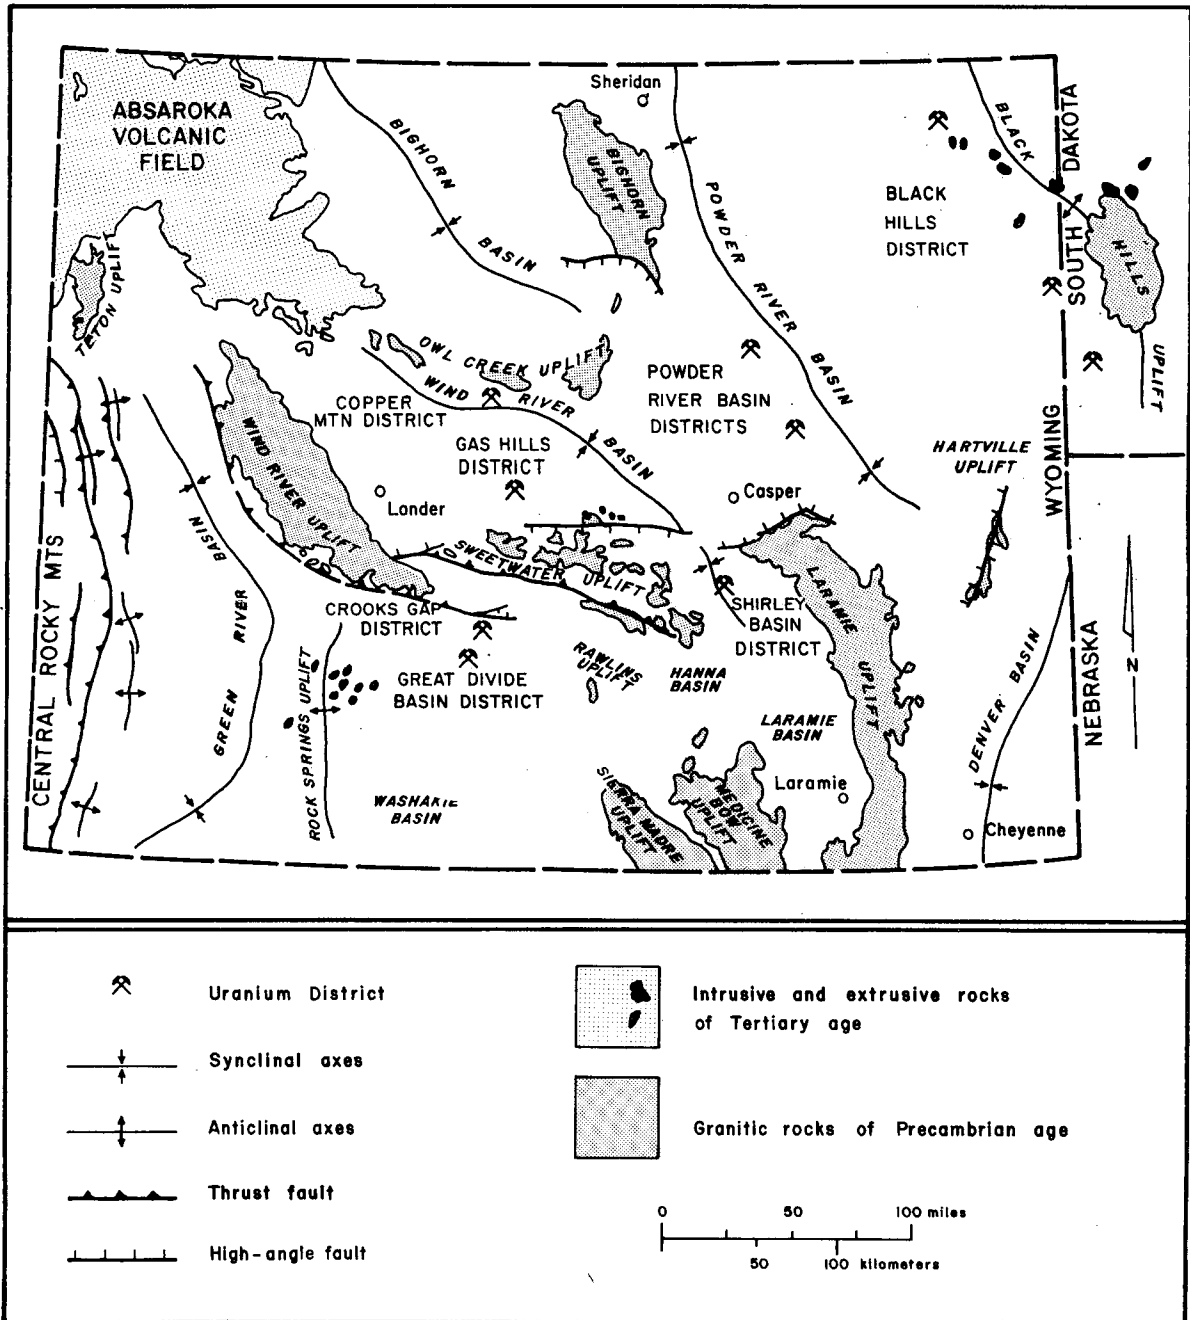 Sheridan
ABSAROKA
VOLCANIC
FIELD
BIGHORN
BASIN
BIGHORN
UPLIFT
POWDER
RIVER
BASIN
BLACK
HILLS
UPLIFT
SOUTH DAKOTA
BLACK
HILLS
DISTRICT
TETON UPLIFT
OWL CREEK UPLIFT
WIND RIVER
BASIN
COPPER
MTN DISTRICT
POWDER
RIVER BASIN
DISTRICTS
GAS HILLS
DISTRICT
HARTVILLE
UPLIFT
WYOMING
WIND RIVER UPLIFT
Lander
Casper
CENTRAL ROCKY MTS
GREEN
RIVER
BASIN
SWEETWATER UPLIFT
LARAMIE
UPLIFT
CROOKS GAP
DISTRICT
SHIRLEY
BASIN
DISTRICT
RAWLINS
UPLIFT
HANNA
BASIN
GREAT DIVIDE
BASIN DISTRICT
ROCK SPRINGS UPLIFT
LARAMIE
BASIN
DENVER BASIN
NEBRASKA
N
WASHAKIE
BASIN
SIERRA MADRE
UPLIFT
MEDICINE
BOW
UPLIFT
Laramie
Cheyenne
Uranium District
Synclinal axes
Anticlinal axes
Thrust fault
High-angle fault
Intrusive and extrusive rocks
of Tertiary age
Granitic rocks of Precambrian age
0 50 100 miles
50 100 kilometers